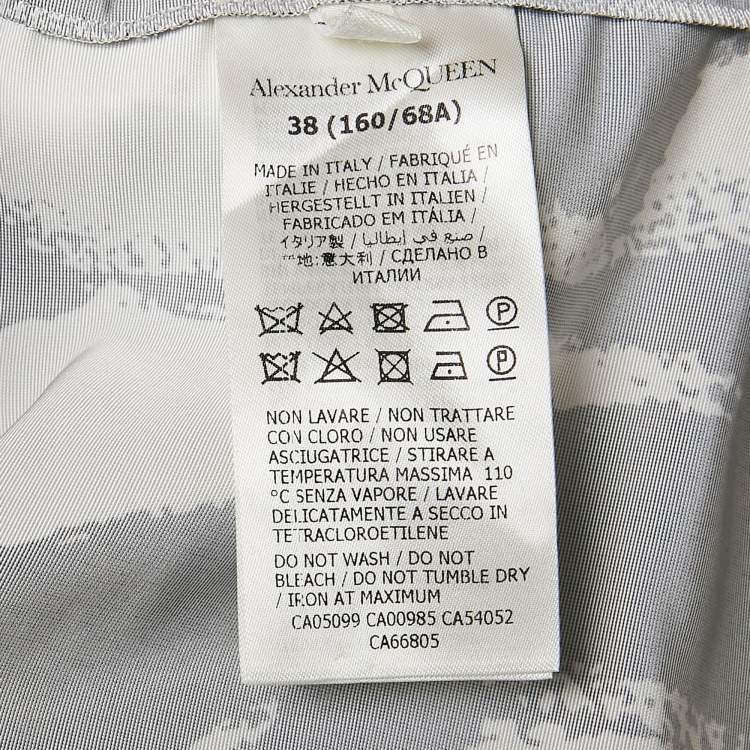 Alexander McQUEEN
38 (160/68A)
MADE IN ITALY / FABRIQUÉ EN
ITALIE / HECHO EN ITALIA /
HERGESTELLT IN ITALIEN /
FABRICADO EM ITÁLIA /
イタリア製 / صنع في إيطاليا /
地:意大利 / СДЕЛАНО В
ИТАЛИИ
P
P
NON LAVARE / NON TRATTARE
CON CLORO / NON USARE
ASCIUGATRICE / STIRARE A
TEMPERATURA MASSIMA 110
°C SENZA VAPORE / LAVARE
DELICATAMENTE A SECCO IN
TETRACLOROETILENE
DO NOT WASH / DO NOT
BLEACH / DO NOT TUMBLE DRY
/ IRON AT MAXIMUM
CA05099 CA00985 CA54052
CA66805